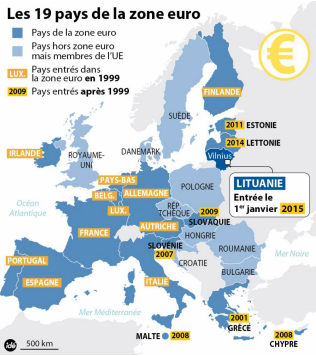 Les 19 pays de la zone euro
Pays de la zone euro
Pays hors zone euro
mais membres de l'UE
LUX.
Pays entrés dans
la zone euro en 1999
2009
Pays entrés après 1999
€
FINLANDE
SUÈDE
2011 ESTONIE
2014 LETTONIE
Vilnius
LITUANIE
Entrée le
1er janvier 2015
IRLANDE
ROYAUME-
UNI
DANEMARK
PAYS-BAS
BELG.
ALLEMAGNE
POLOGNE
LUX.
RÉP.
TCHÈQUE
2009
SLOVAQUIE
Océan
Atlantique
FRANCE
AUTRICHE
HONGRIE
SLOVÉNIE
2007
ROUMANIE
CROATIE
Mer Noire
BULGARIE
PORTUGAL
ESPAGNE
ITALIE
Mer Méditerranée
2001
GRÈCE
MALTE
2008
2008
CHYPRE
ide
500 km